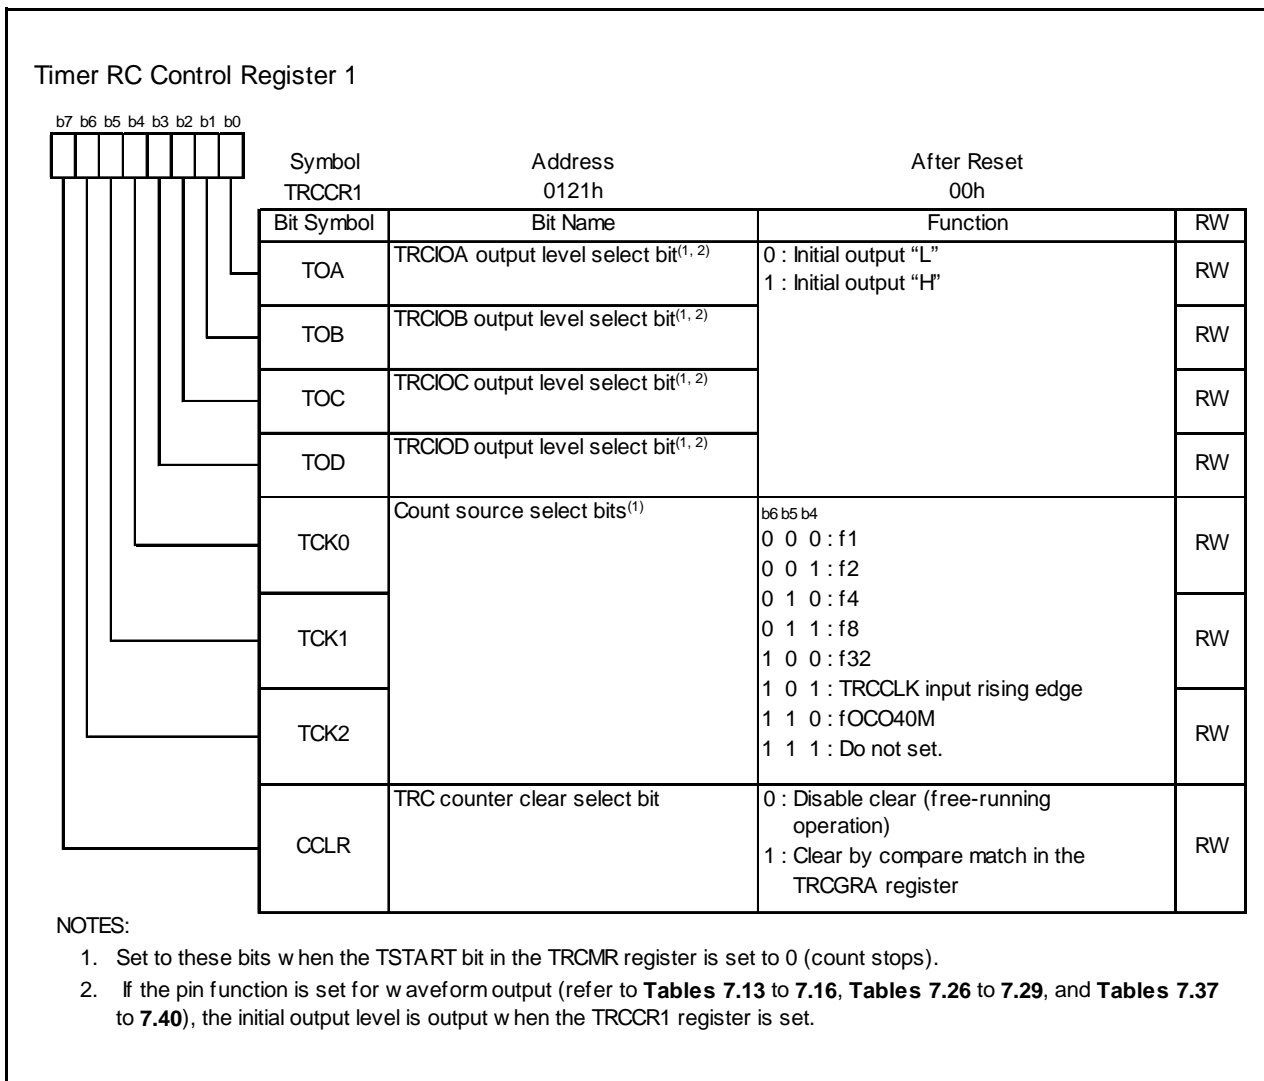 Timer RC Control Register 1
b7 b6 b5 b4 b3 b2 b1 b0
Symbol Address After Reset
TRCCR1 0121h 00h
Bit Symbol Bit Name Function RW
TOA TRCIOA output level select bit(1, 2) 0 : Initial output “L” RW
1 : Initial output “H”
TOB TRCIOB output level select bit(1, 2) RW
TOC TRCIOC output level select bit(1, 2) RW
TOD TRCIOD output level select bit(1, 2) RW
Count source select bits(1) b6 b5 b4
TCK0 0 0 0 : f1 RW
0 0 1 : f2
0 1 0 : f4
TCK1 0 1 1 : f8 RW
1 0 0 : f32
1 0 1 : TRCCLK input rising edge
TCK2 1 1 0 : fOCO40M RW
1 1 1 : Do not set.
TRC counter clear select bit 0 : Disable clear (free-running
operation)
CCLR 1 : Clear by compare match in the RW
TRCGRA register
NOTES:
1. Set to these bits when the TSTART bit in the TRCMR register is set to 0 (count stops).
2. If the pin function is set for waveform output (refer to Tables 7.13 to 7.16, Tables 7.26 to 7.29, and Tables 7.37
to 7.40), the initial output level is output when the TRCCR1 register is set.